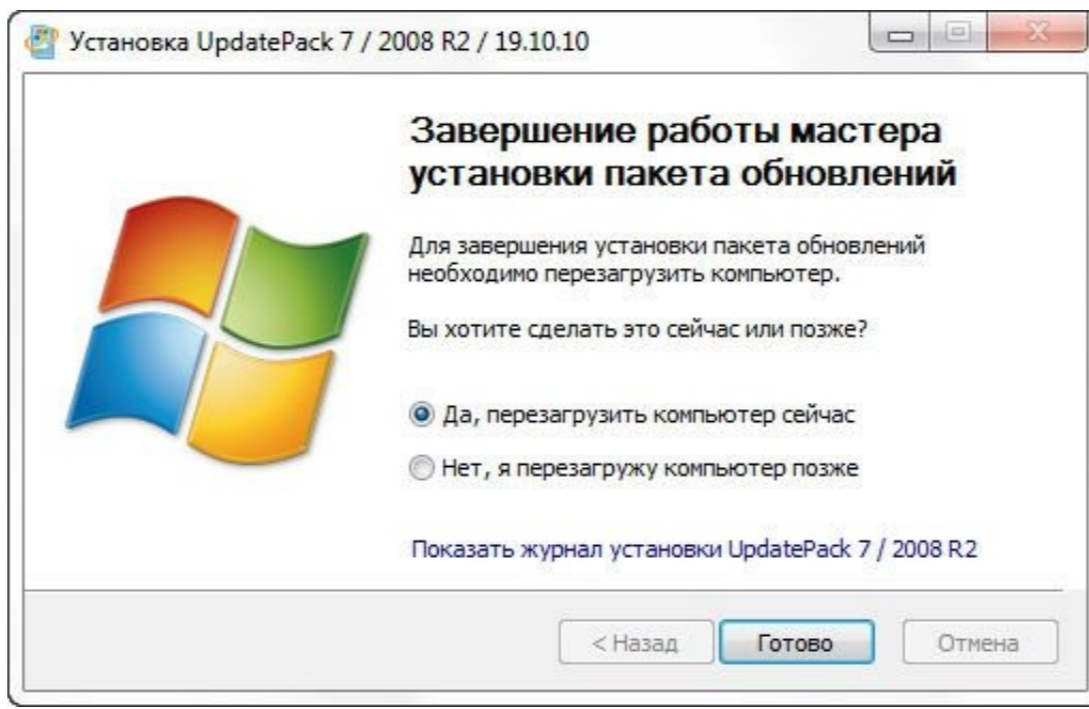 Установка UpdatePack 7 / 2008 R2 / 19.10.10
Завершение работы мастера
установки пакета обновлений
Для завершения установки пакета обновлений
необходимо перезагрузить компьютер.
Вы хотите сделать это сейчас или позже?
Да, перезагрузить компьютер сейчас
Нет, я перезагружу компьютер позже
Показать журнал установки UpdatePack 7 / 2008 R2
< Назад
Готово
Отмена